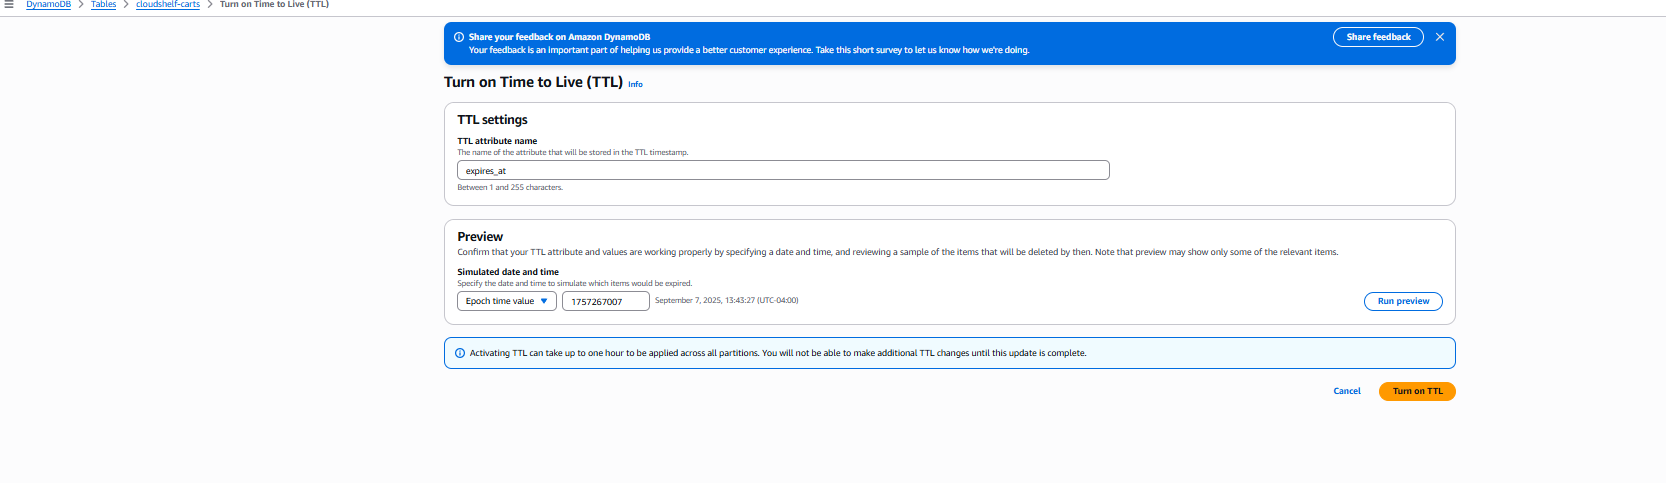 DynamoDB > Tables > cloudshelf-carts > Turn on Time to Live (TTL)
Share your feedback on Amazon DynamoDB
Your feedback is an important part of helping us provide a better customer experience. Take this short survey to let us know how we're doing.
Share feedback
Turn on Time to Live (TTL) Info
TTL settings
TTL attribute name
The name of the attribute that will be stored in the TTL timestamp.
expires_at
Between 1 and 255 characters.
Preview
Confirm that your TTL attribute and values are working properly by specifying a date and time, and reviewing a sample of the items that will be deleted by then. Note that preview may show only some of the relevant items.
Simulated date and time
Specify the date and time to simulate which items would be expired.
Epoch time value 1757267007 September 7, 2025, 13:43:27 (UTC-04:00) Run preview
Activating TTL can take up to one hour to be applied across all partitions. You will not be able to make additional TTL changes until this update is complete.
Cancel Turn on TTL